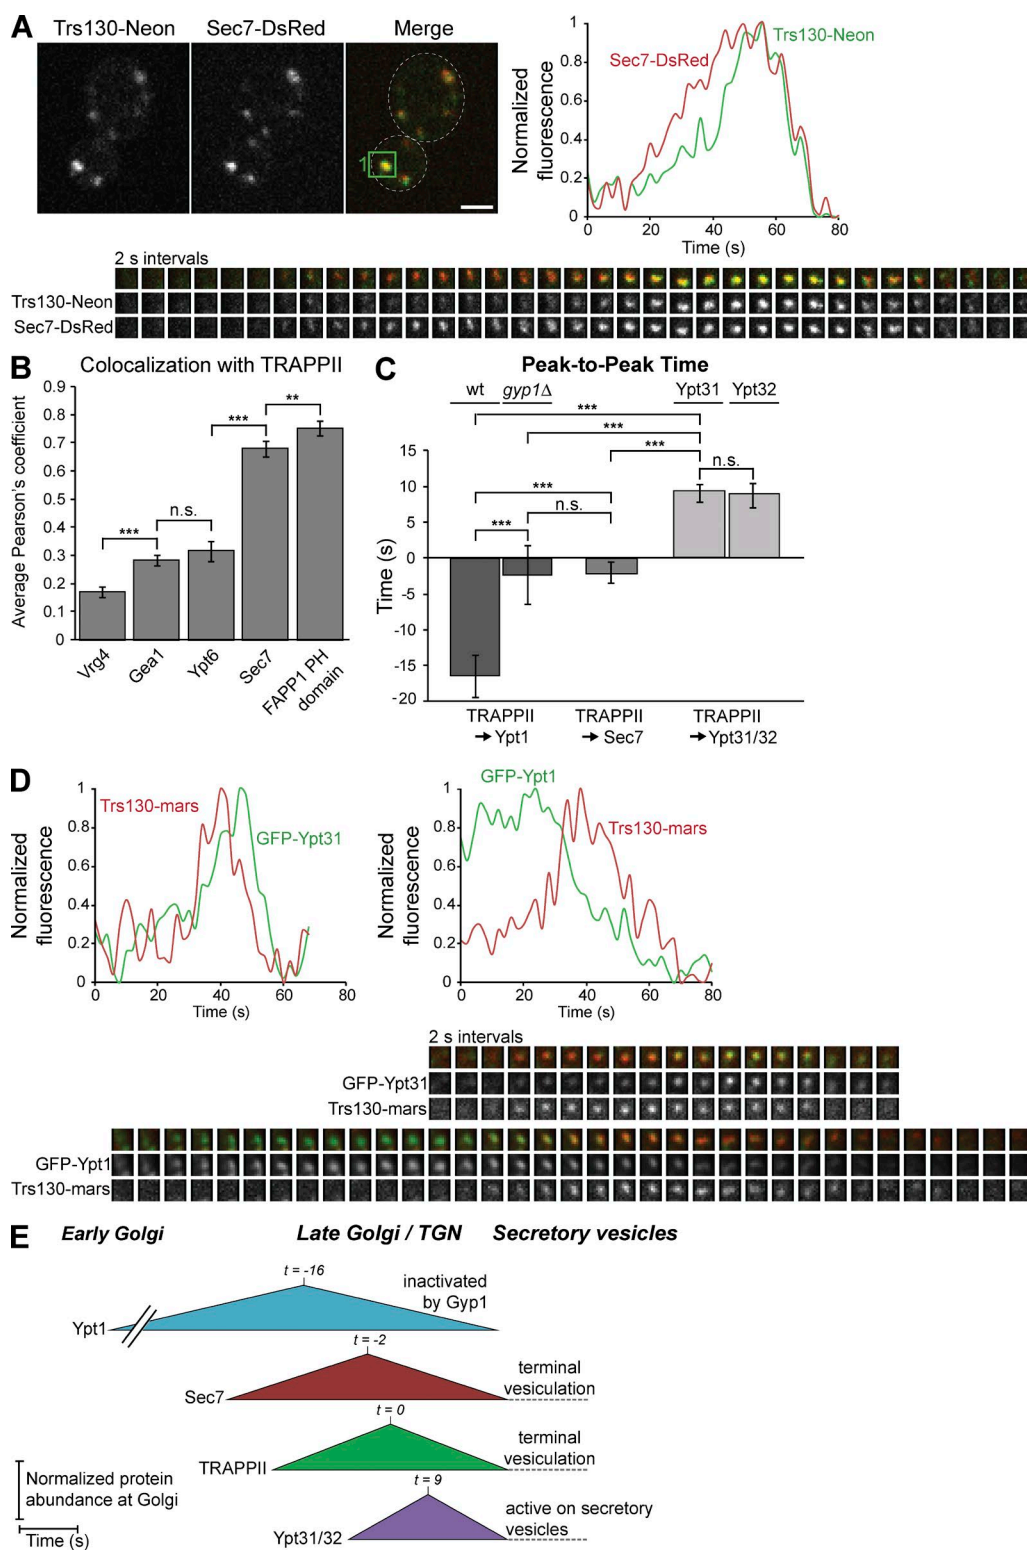 A
Trs130-Neon
Sec7-DsRed
Merge
1
Normalized
fluorescence
1
0.8
0.6
0.4
0.2
0
Sec7-DsRed
Trs130-Neon
0
20
40
60
80
Time (s)
2 s intervals
Trs130-Neon
Sec7-DsRed
B
Colocalization with TRAPPII
Average Pearson's coefficient
0.9
0.8
0.7
0.6
0.5
0.4
0.3
0.2
0.1
0
***
n.s.
***
**
Vrg4
Gea1
Ypt6
Sec7
FAPP1 PH
domain
C
Peak-to-Peak Time
wt
gyp1Δ
Ypt31
Ypt32
***
***
***
***
n.s.
n.s.
***
Time (s)
15
10
5
0
-5
-10
-15
-20
TRAPPII
→ Ypt1
TRAPPII
→ Sec7
TRAPPII
→ Ypt31/32
D
Normalized
fluorescence
1
0.8
0.6
0.4
0.2
0
Trs130-mars
GFP-Ypt31
0
20
40
60
80
Time (s)
GFP-Ypt1
Normalized
fluorescence
1
0.8
0.6
0.4
0.2
0
Trs130-mars
0
20
40
60
80
Time (s)
2 s intervals
GFP-Ypt31
Trs130-mars
GFP-Ypt1
Trs130-mars
E
Early Golgi
Late Golgi / TGN
Secretory vesicles
t = -16
inactivated
by Gyp1
Ypt1
t = -2
terminal
vesiculation
Sec7
t = 0
terminal
vesiculation
TRAPPII
t = 9
active on secretory
vesicles
Ypt31/32
Normalized protein
abundance at Golgi
Time (s)